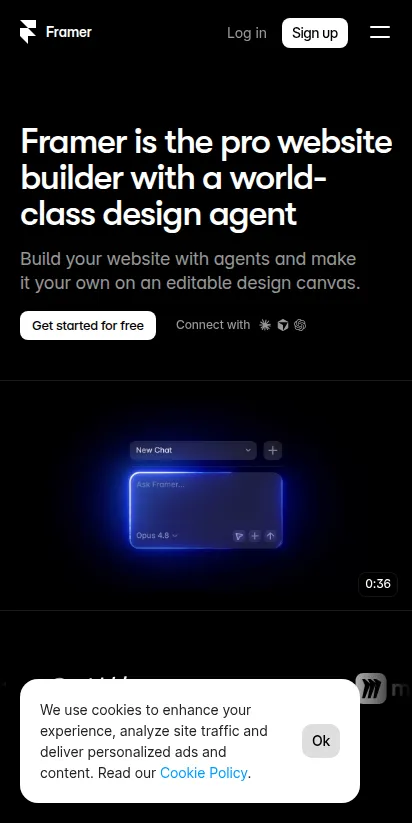 Framer
Log in
Sign up
Framer is the pro website
builder with a world-
class design agent
Build your website with agents and make
it your own on an editable design canvas.
Get started for free
Connect with
New Chat
Ask Framer...
Opus 4.8
0:36
We use cookies to enhance your
experience, analyze site traffic and
deliver personalized ads and
content. Read our Cookie Policy.
Ok